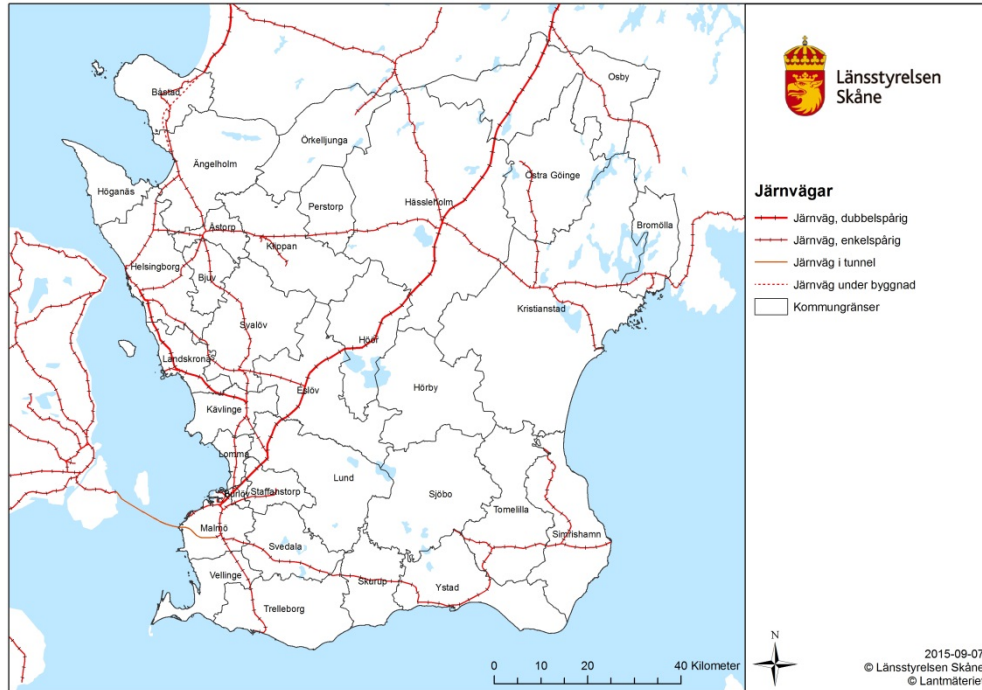 Båstad
Osby
Örkelljunga
Ängelholm
Höganäs
Östra Göinge
Perstorp
Hässleholm
Bromölla
Åstorp
Klippan
Helsingborg
Bjuv
Kristianstad
Svalöv
Höör
Landskrona
Eslöv
Hörby
Kävlinge
Lomma
Lund
Staffanstorp
Burlöv
Sjöbo
Tomelilla
Malmö
Simrishamn
Svedala
Vellinge
Skurup
Ystad
Trelleborg
0 10 20 40 Kilometer
Länsstyrelsen
Skåne
Järnvägar
Järnväg, dubbelspårig
Järnväg, enkelspårig
Järnväg i tunnel
Järnväg under byggnad
Kommungränser
N
2015-09-07
© Länsstyrelsen Skåne
© Lantmäteriet